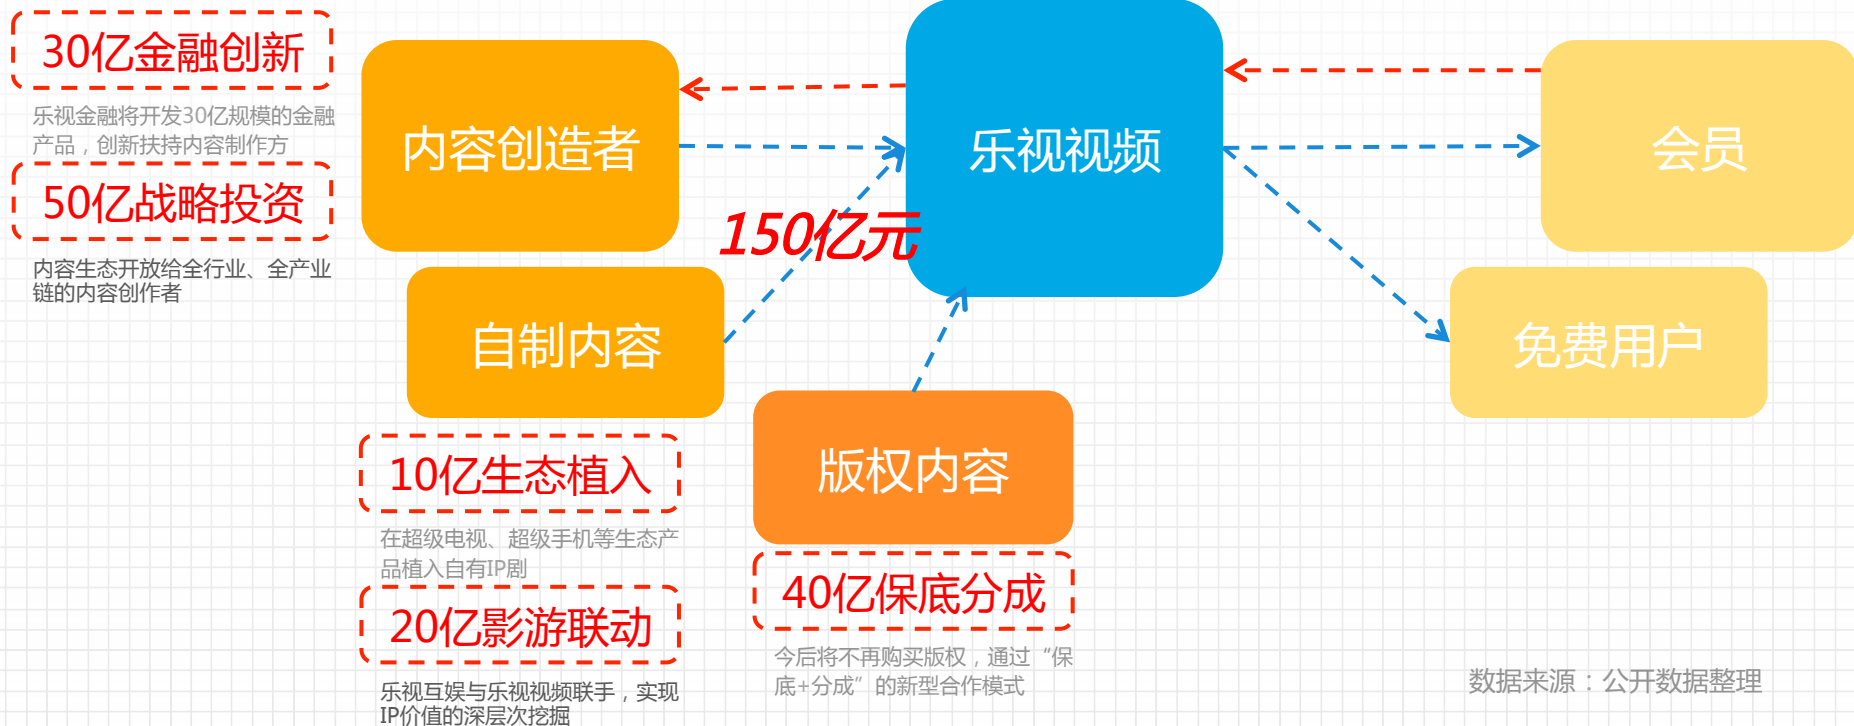 30亿金融创新
乐视金融将开发30亿规模的金融
产品，创新扶持内容制作方
50亿战略投资
内容生态开放给全行业、全产业
链的内容创作者
内容创造者
乐视视频
会员
150亿元
自制内容
免费用户
10亿生态植入
在超级电视、超级手机等生态产
品植入自有IP剧
20亿影游联动
乐视互娱与乐视视频联手，实现
IP价值的深层次挖掘
版权内容
40亿保底分成
今后将不再购买版权，通过“保
底+分成”的新型合作模式
数据来源：公开数据整理